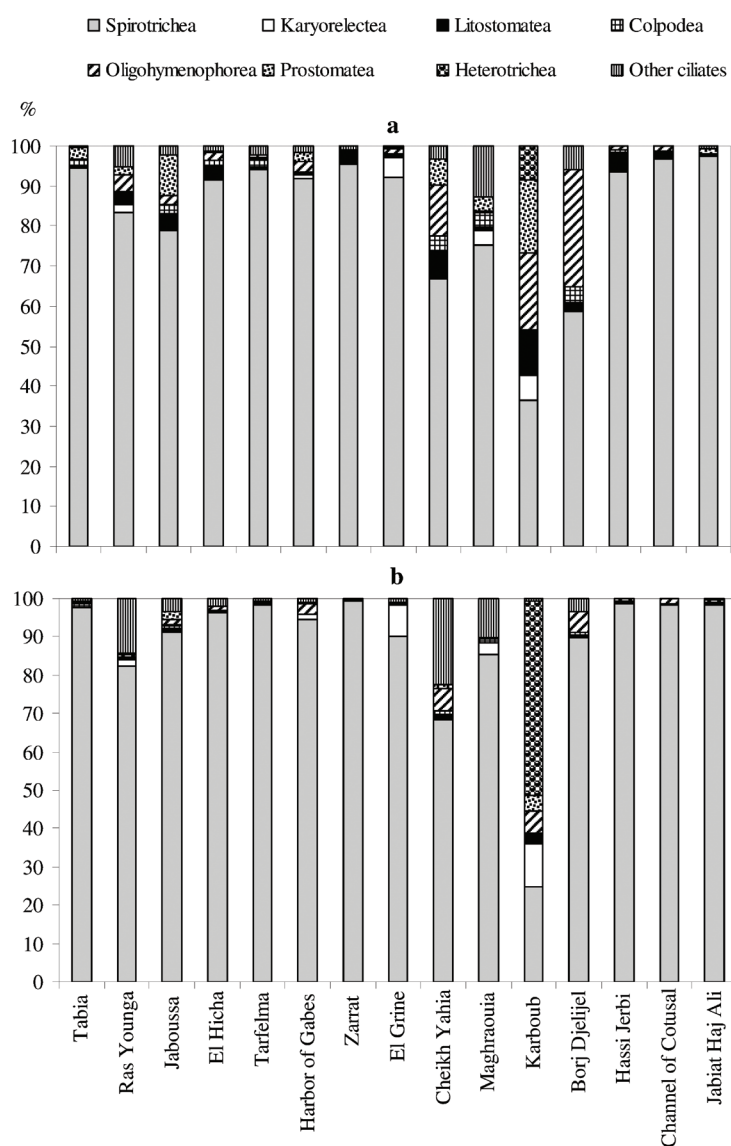 Spirotrichea Karyorelectea Litostomatea Colpodea
Oligohymenophorea Prostomatea Heterotrichea Other ciliates
%
a
100
90
80
70
60
50
40
30
20
10
0
b
100
90
80
70
60
50
40
30
20
10
0
Tabia
Ras Younga
Jaboussa
El Hicha
Tarfelma
Harbor of Gabes
Zarrat
El Grine
Cheikh Yahia
Maghraouia
Karboub
Borj Djelijel
Hassi Jerbi
Channel of Cotusal
Jabiat Haj Ali